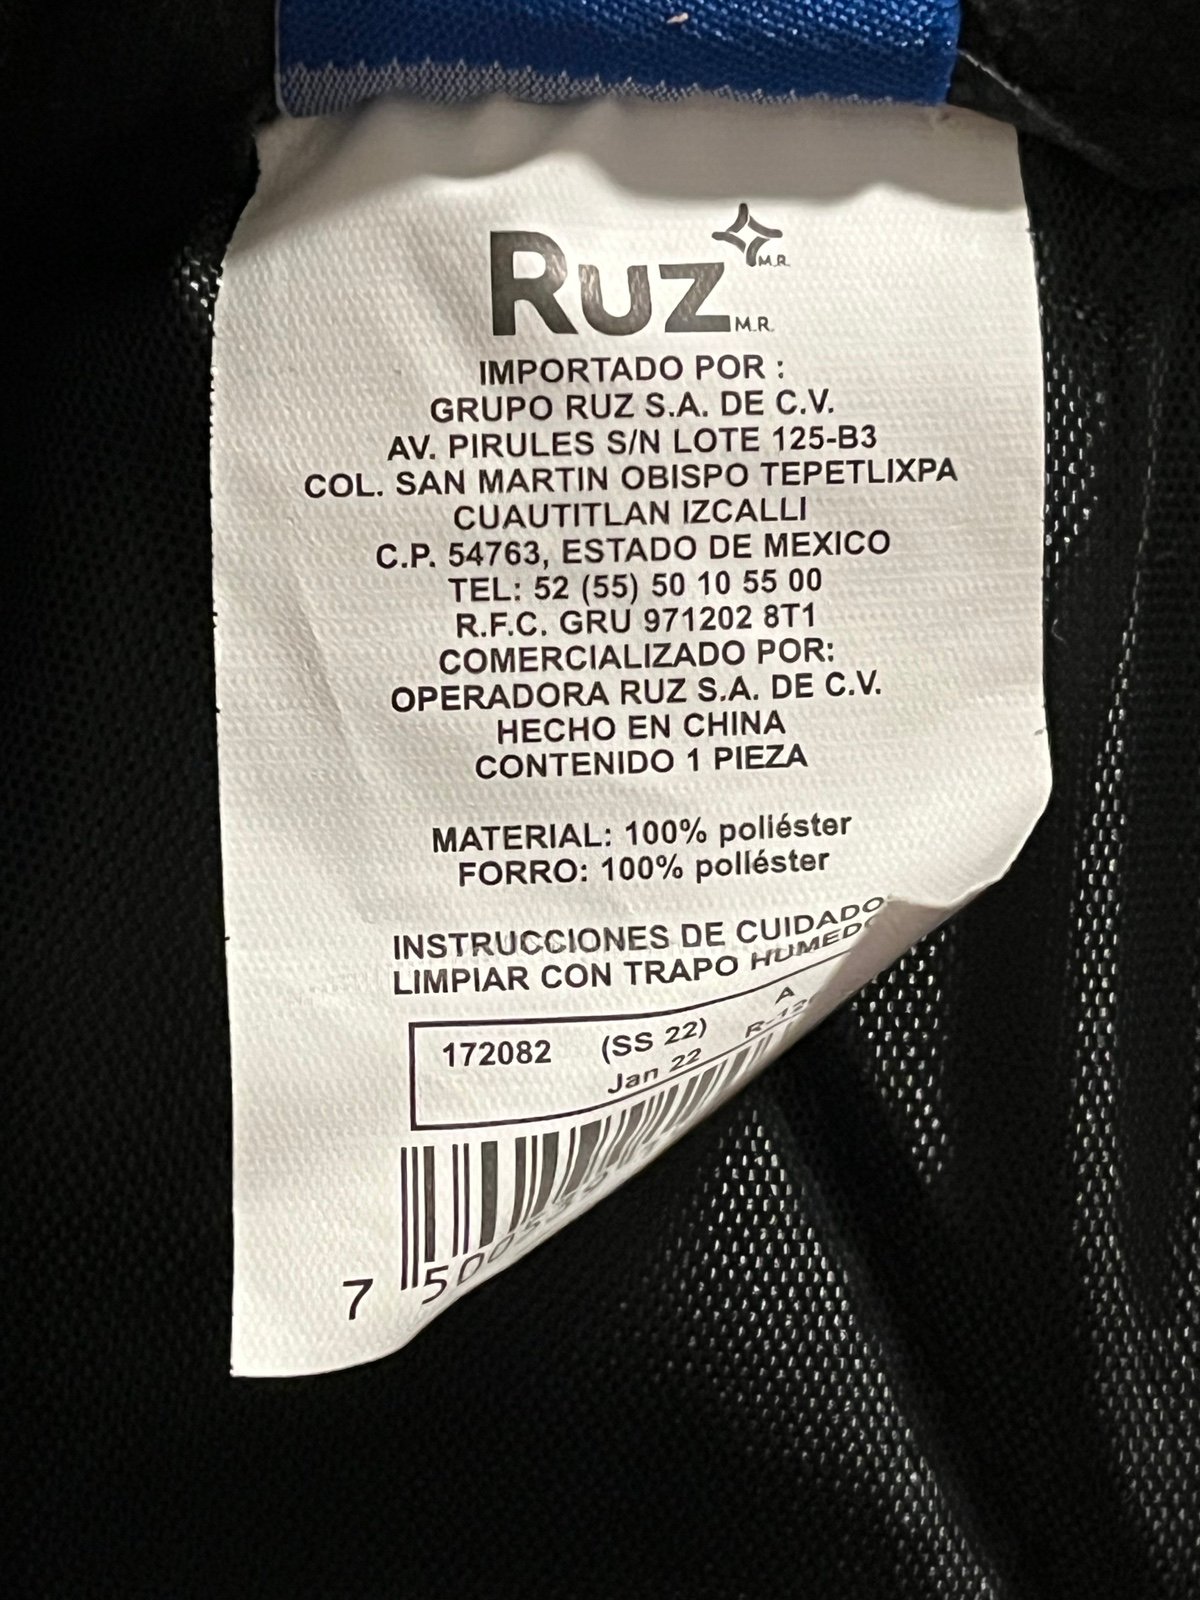 RUZ M.R.
M.R.
IMPORTADO POR :
GRUPO RUZ S.A. DE C.V.
AV. PIRULES S/N LOTE 125-B3
COL. SAN MARTIN OBISPO TEPETLIXPA
CUAUTITLAN IZCALLI
C.P. 54763, ESTADO DE MEXICO
TEL: 52 (55) 50 10 55 00
R.F.C. GRU 971202 8T1
COMERCIALIZADO POR:
OPERADORA RUZ S.A. DE C.V.
HECHO EN CHINA
CONTENIDO 1 PIEZA
MATERIAL: 100% poliéster
FORRO: 100% poliéster
INSTRUCCIONES DE CUIDADO
LIMPIAR CON TRAPO HUMEDO
172082 (SS 22) A
Jan 22
7